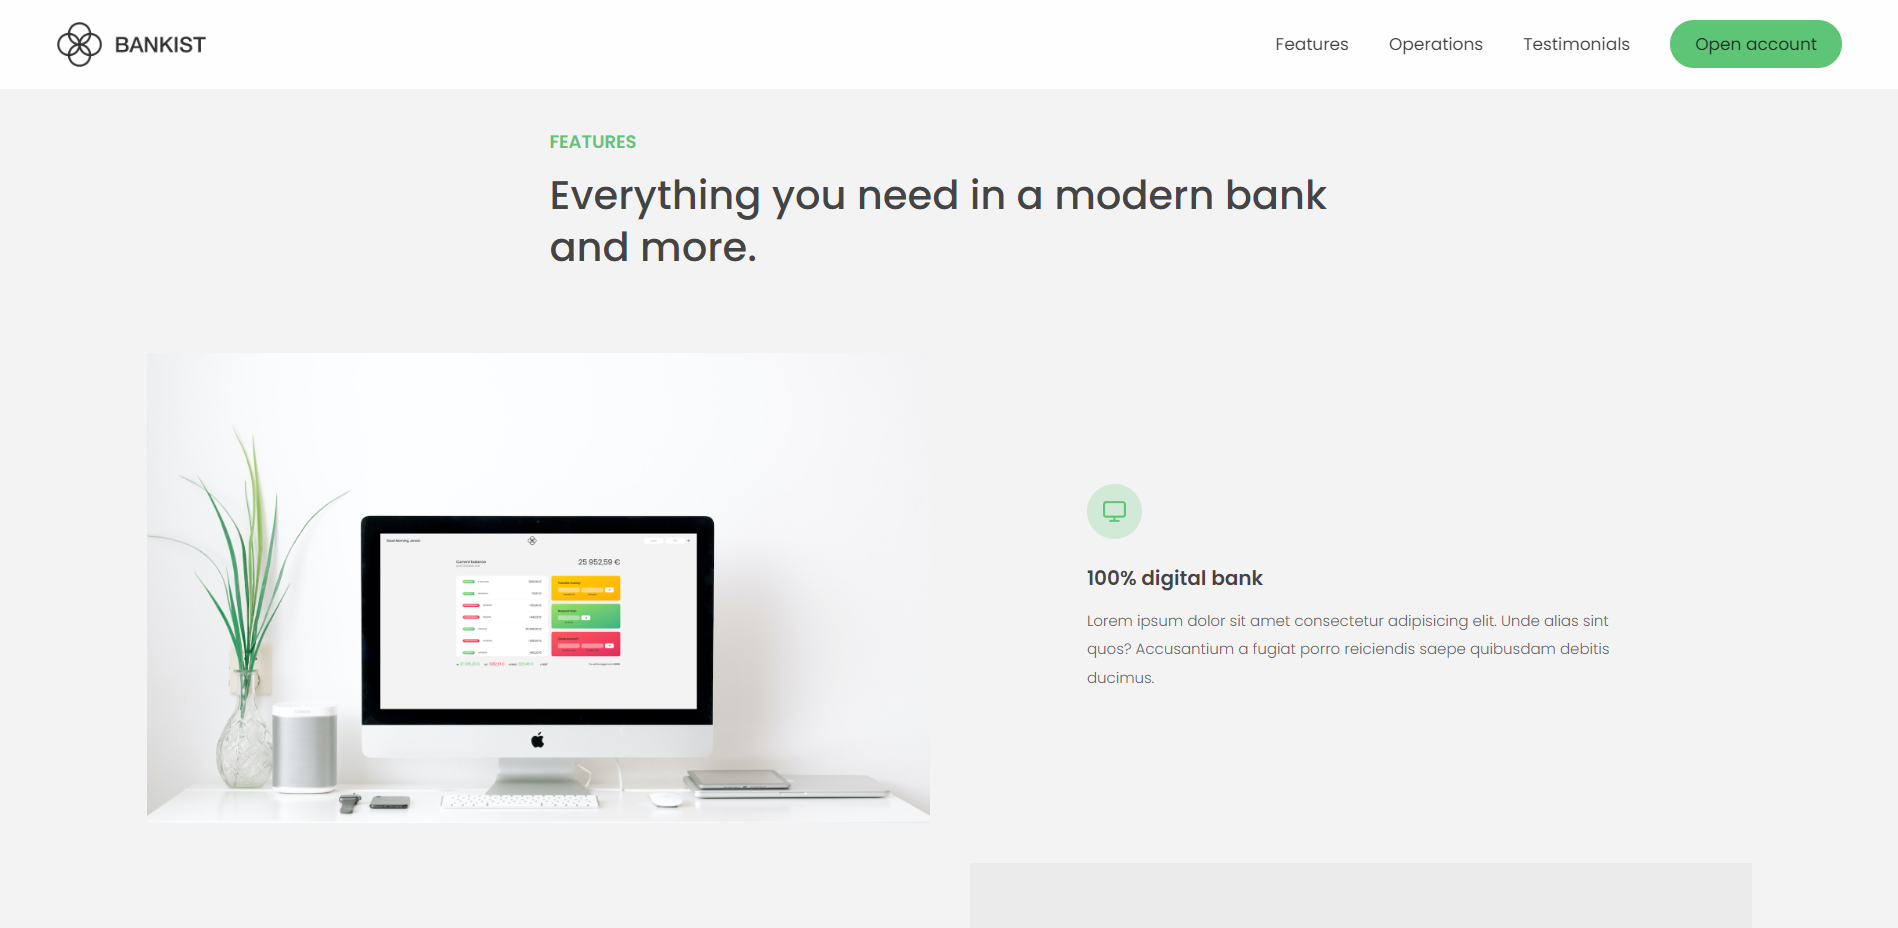 BANKIST
Features
Operations
Testimonials
Open account
FEATURES
Everything you need in a modern bank
and more.
Current balance
25 952,59 €
100% digital bank
Lorem ipsum dolor sit amet consectetur adipisicing elit. Unde alias sint
quos? Accusantium a fugiat porro reiciendis saepe quibusdam debitis
ducimus.